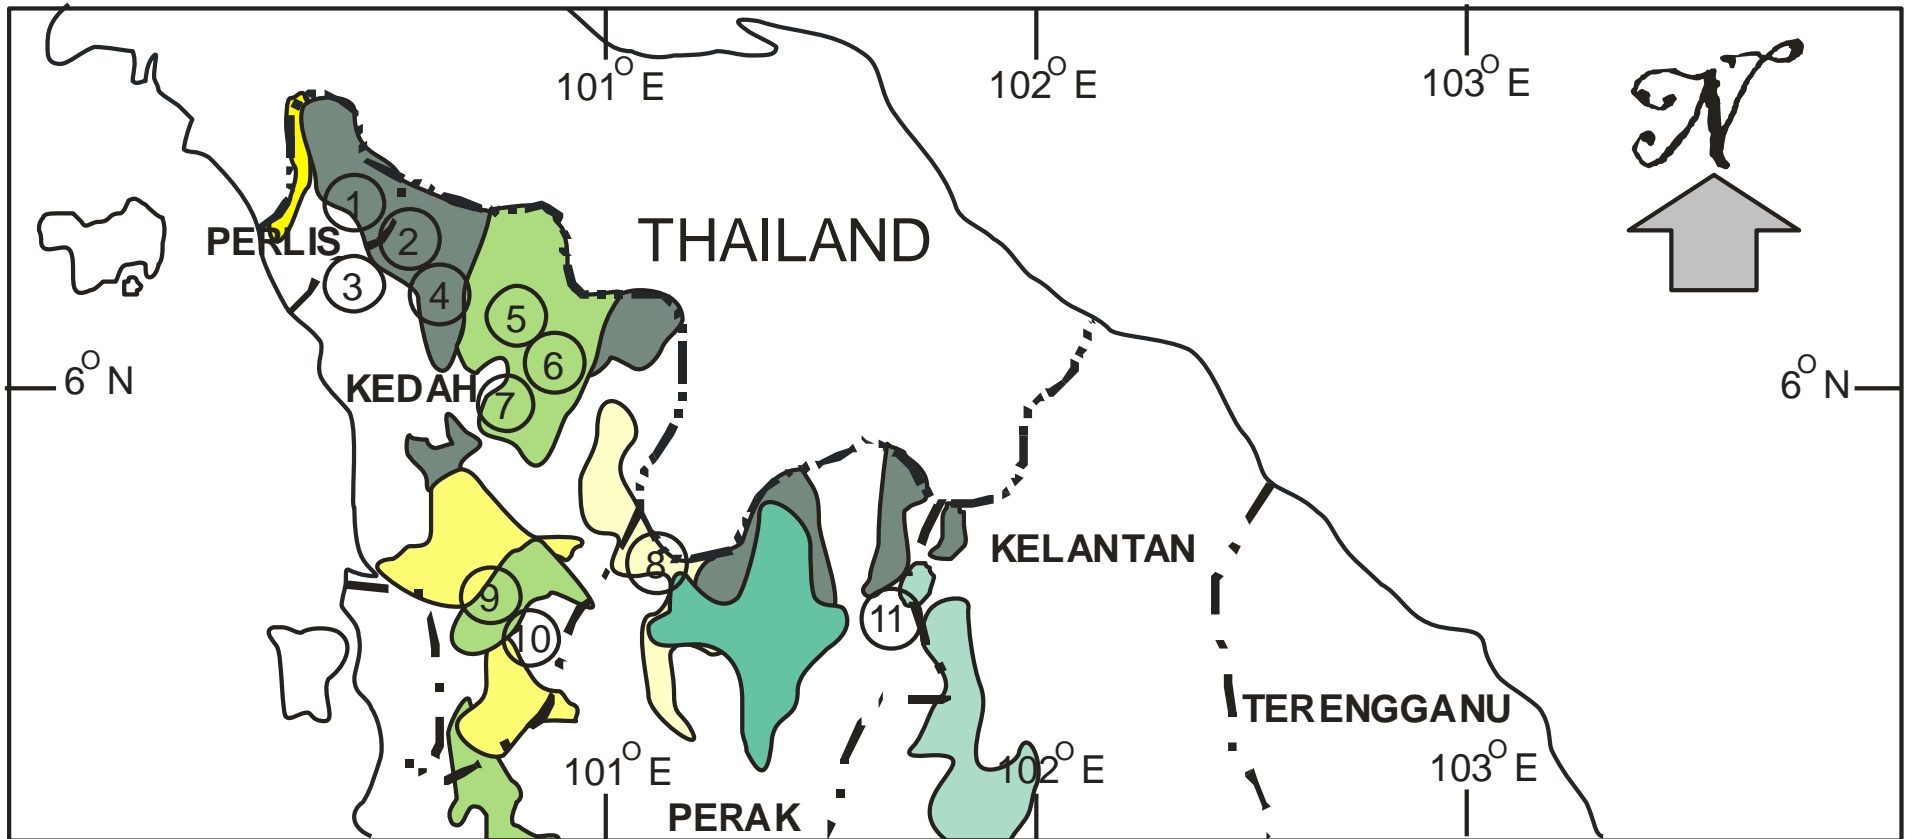 101° E
102° E
103° E
N
1
2
PERLIS
THAILAND
3
4
5
6
6° N
6° N
KEDAH
7
8
KELANTAN
9
11
10
TERENGGANU
101° E
102° E
103° E
PERAK